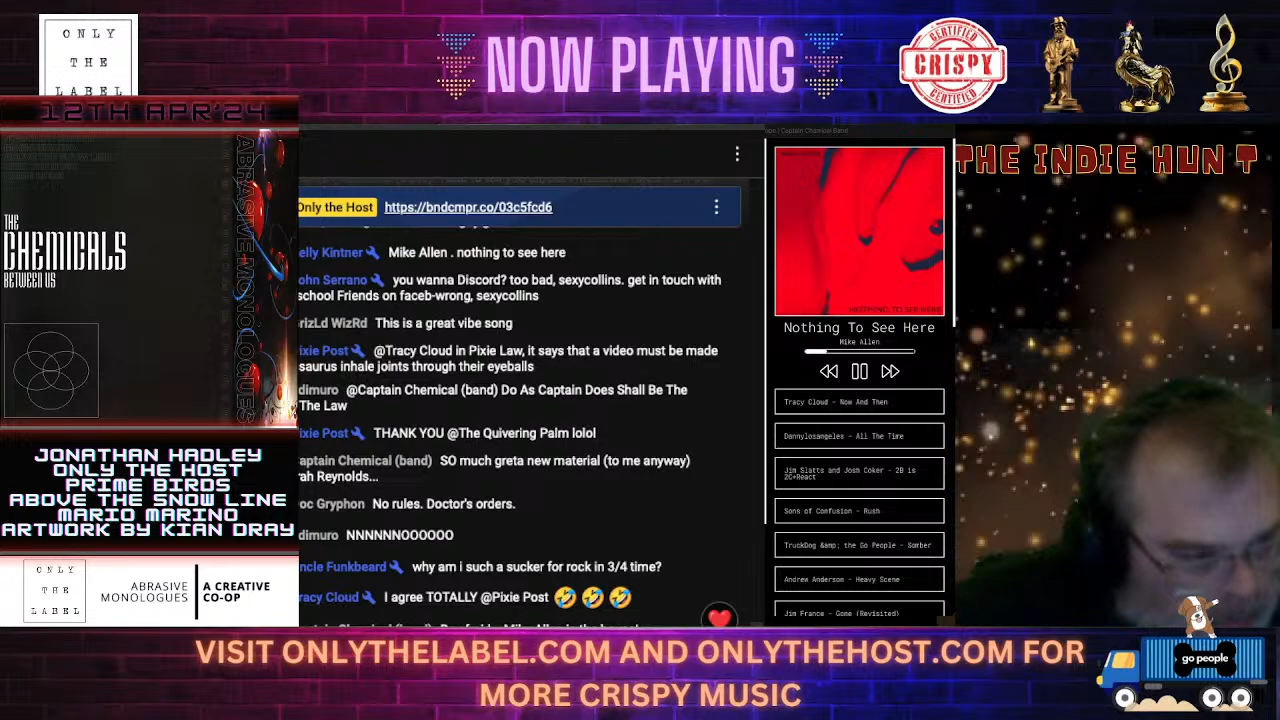 ONLY
THE
LABEL
NOW PLAYING
CERTIFIED
CRISPY
CERTIFIED
12TH APR'24
THE
CHEMICALS
BETWEEN US
ABRASIVE MONOLOGUES
JONATHAN HADLEY
ONLY THE HOST
PRIME BIRDS
ABOVE THE SNOW LINE
MARIO MARINO
ARTWORK BY KIAN DRAY
ONLY
THE
LABEL
ABRASIVE
MONOLOGUES
A CREATIVE
CO-OP
Only the Host https://bndcmpr.co/03c5fcd6
elly Kintner Mike Allen . nothing to see here
ohn Serrano you wanna Discord? too bad, sexycollins. get in touch with
school Friends on faceb-wrong, sexycollins
rizLd WizRd This is a great vibe song
ixie Post @Tracy Cloud in Pixie Law, it says that a video must be made
saurus inhale joints through their eyeballs
dimuro @Captain Chemical (band) Do As Captain Does Shall Be The
The Law
ixie Post THANK YOU @The Quivering Palm lolol
aptain Chemical (band) SO much greta new material (to me anyway)
ah Reynolds...
oc Gryphon No rules. Doctor's orders.
dimuro NNNNNNOOOOOO
ncle Funkbeard why am i such a sucker for rock in 3/4 time?
racy Cloud I agree TOTALLY @Pixie Post 🤣 🤣 🤣
Captain Chemical Band
Nothing To See Here
Mike Allen
Tracy Cloud - Now And Then
Dannylosangeles - All The Time
Jim Slatts and Josh Coker - 2B is
2C+React
Sons of Confusion - Rush
TruckDog &amp; the Go People - Somber
Andrew Anderson - Heavy Scene
Jim France - Gone (Revisited)
THE INDIE HUNT
go people
VISIT ONLYTHELABEL.COM AND ONLYTHEHOST.COM FOR
MORE CRISPY MUSIC